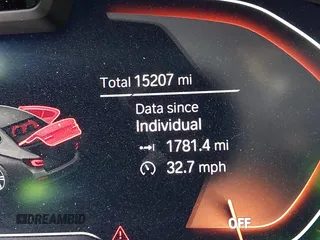 Total 15207 mi
Data since
Individual
1781.4 mi
32.7 mph
OFF
DREAMBID